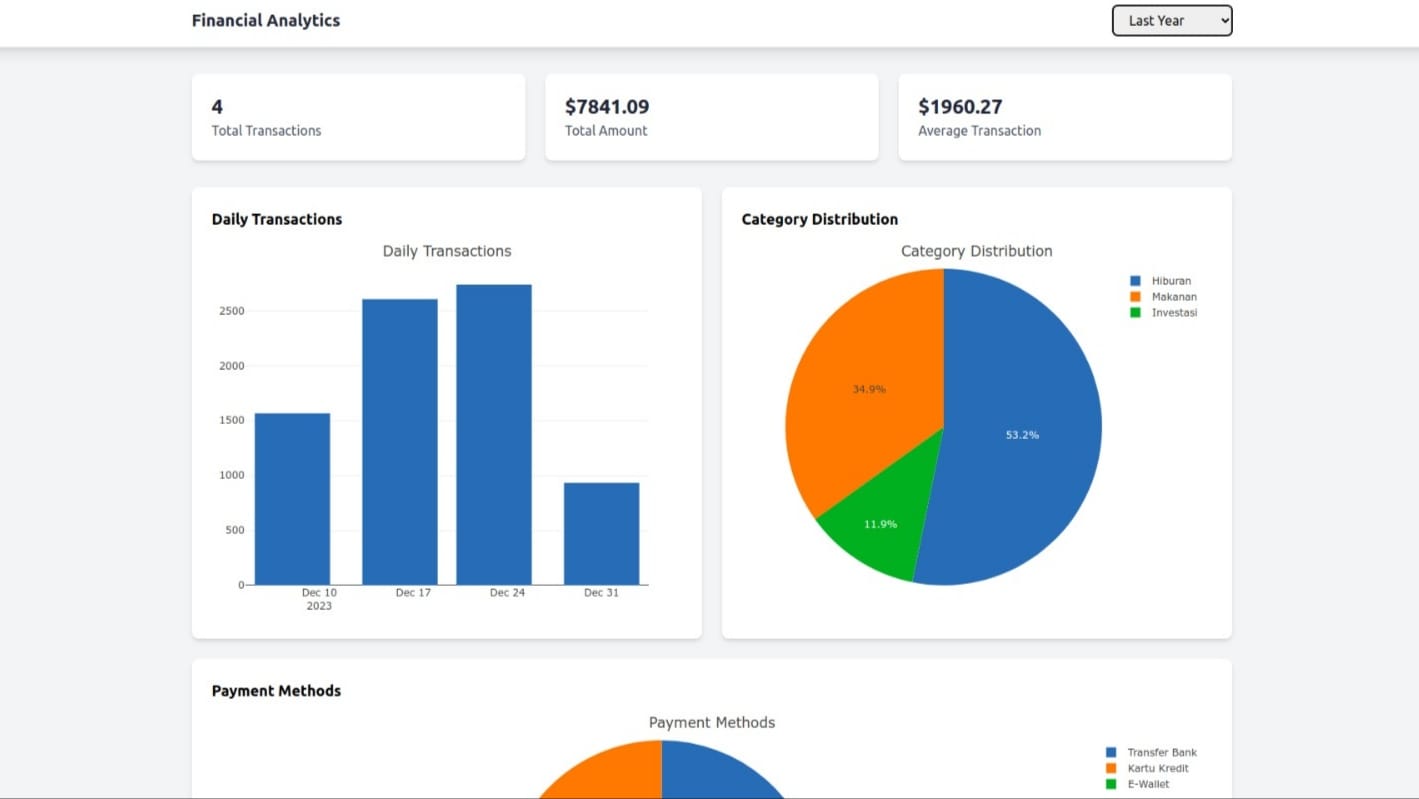 Financial Analytics
Last Year
4
Total Transactions
$7841.09
Total Amount
$1960.27
Average Transaction
Daily Transactions
Daily Transactions
2500
2000
1500
1000
500
0
Dec 10
2023
Dec 17
Dec 24
Dec 31
Category Distribution
Category Distribution
34.9%
53.2%
11.9%
Hiburan
Makanan
Investasi
Payment Methods
Payment Methods
Transfer Bank
Kartu Kredit
E-Wallet